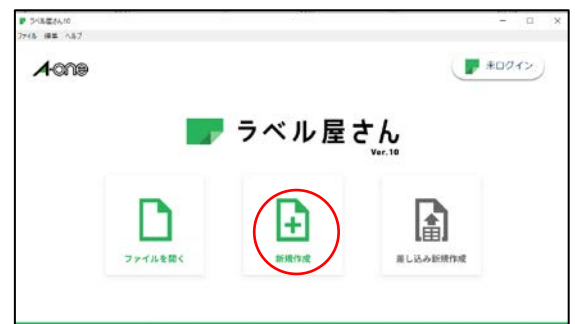 ラベル屋さん10
ファイル 編集 ヘルプ
A-one
未ログイン
ラベル屋さん
Ver.10
ファイルを開く
新規作成
差し込み新規作成